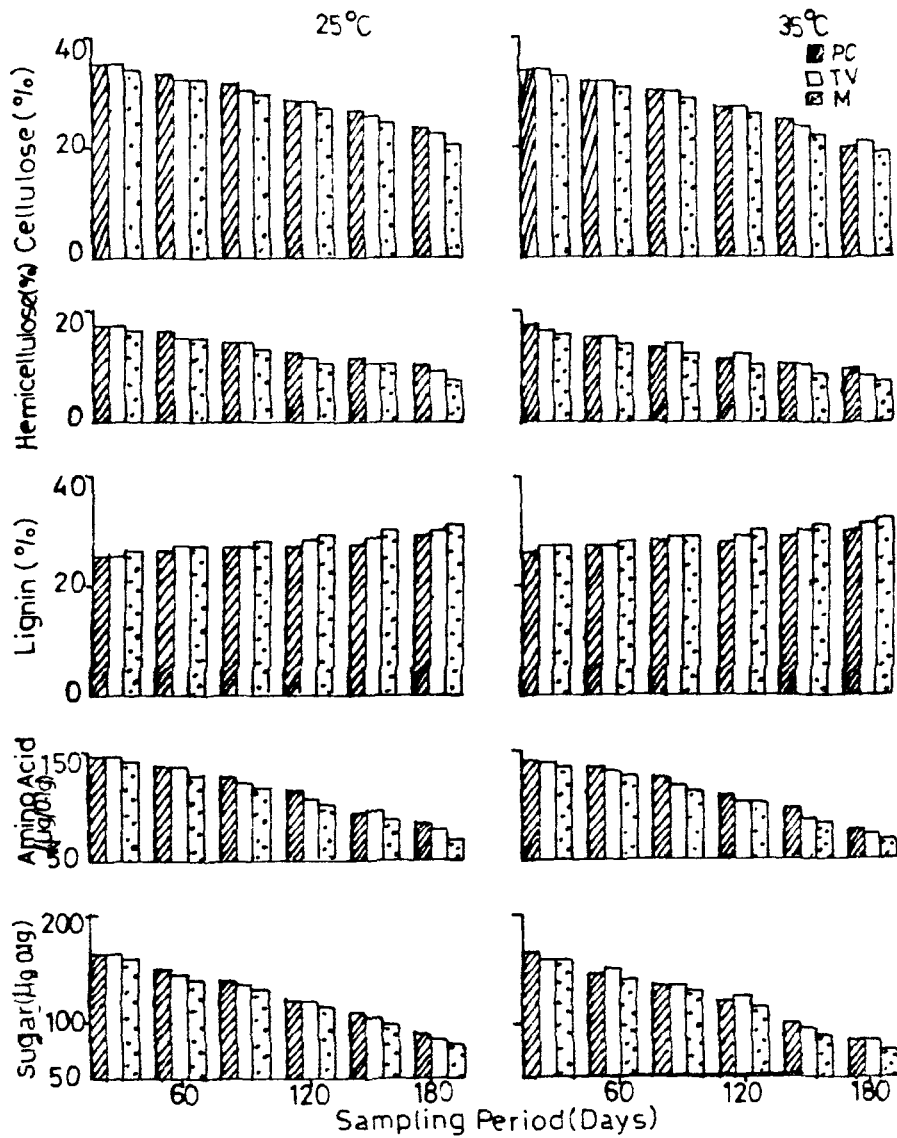 25°C
35°C
PC
TV
M
Cellulose (%)
40
20
0
Hemicellulose (%)
20
0
Lignin (%)
40
20
0
Amino Acid
150
50
Sugar
200
100
50
60 120 180
60 120 180
Sampling Period (Days)